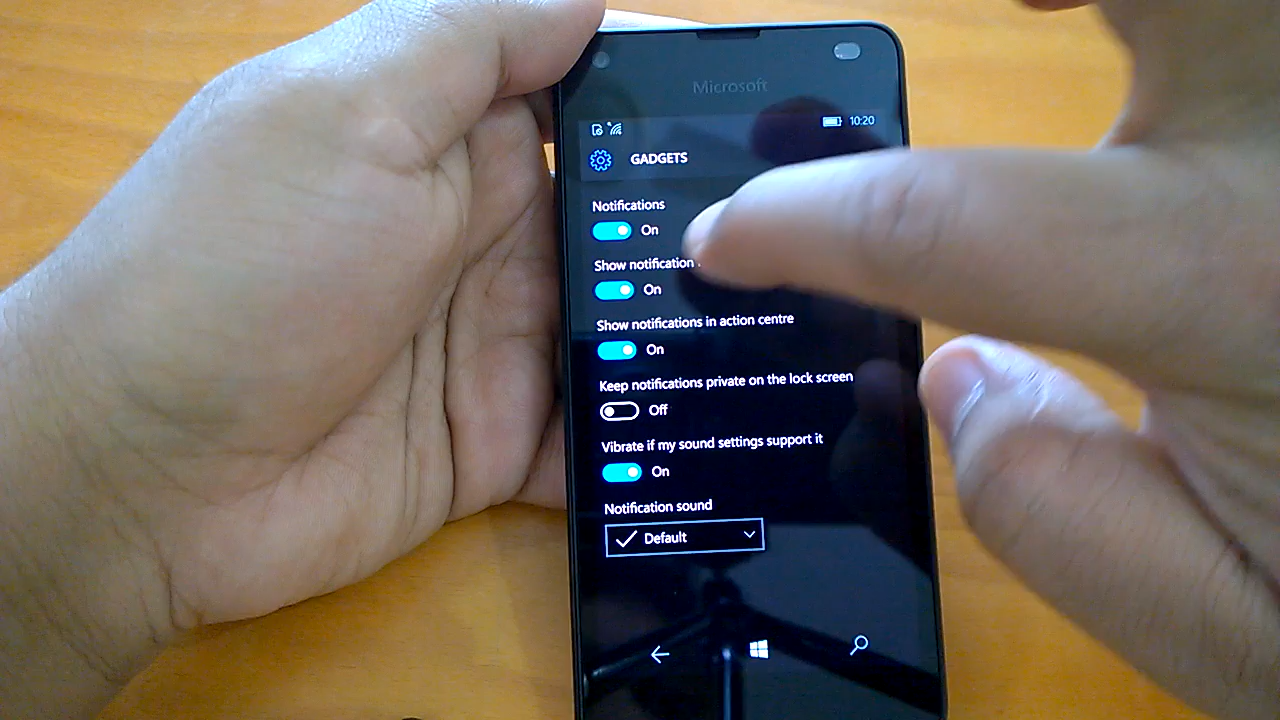 Microsoft
10:20
GADGETS
Notifications
On
Show notification
On
Show notifications in action centre
On
Keep notifications private on the lock screen
Off
Vibrate if my sound settings support it
On
Notification sound
Default